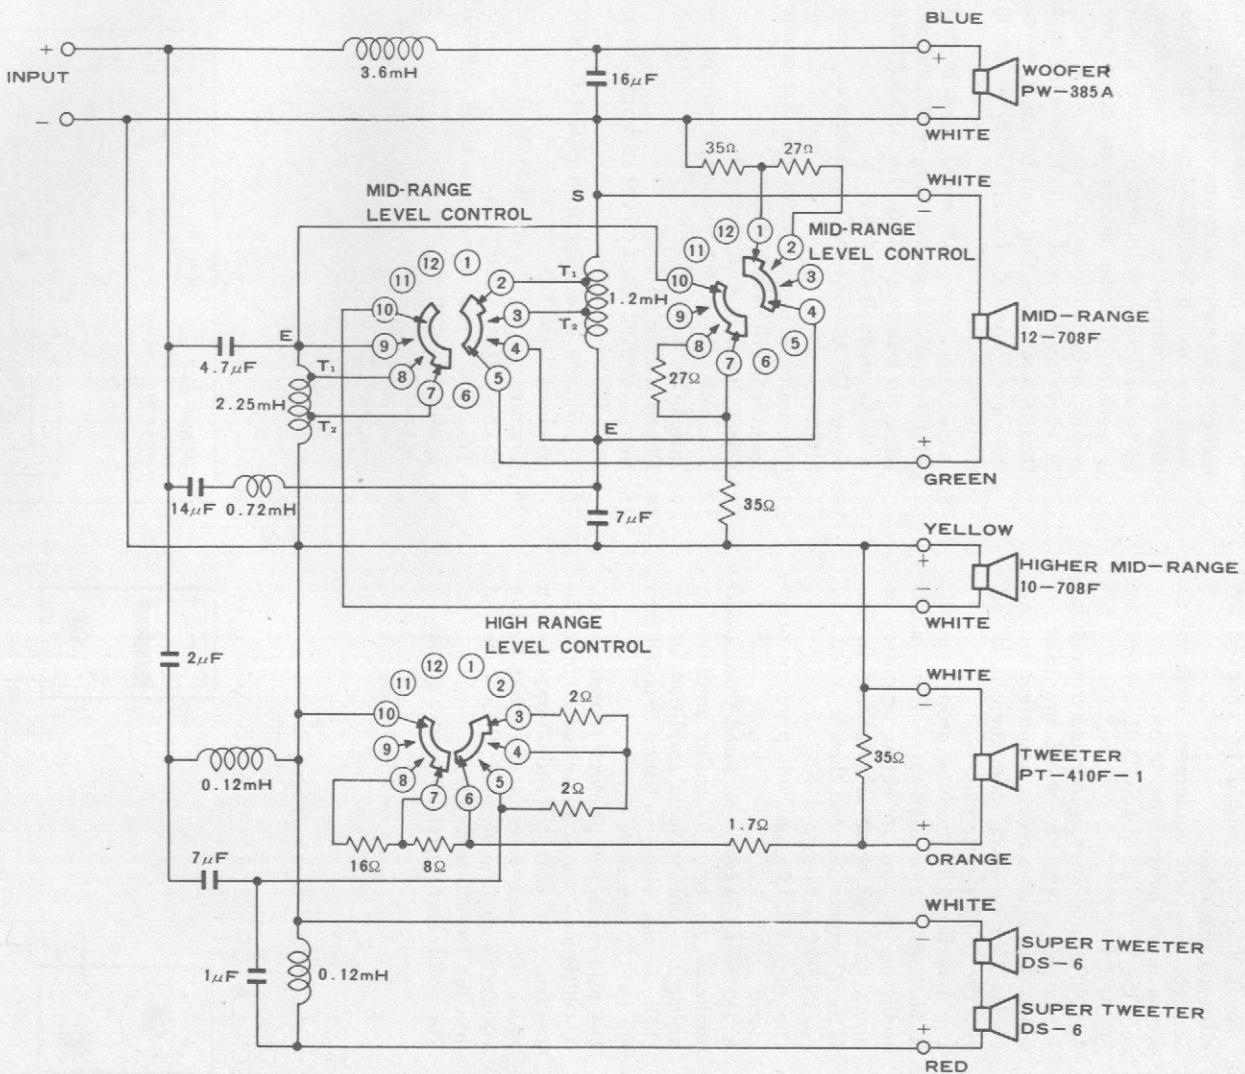 BLUE
+
INPUT
3.6mH
16μF
+
WOOFER
PW-385A
−
−
WHITE
35Ω
27Ω
MID-RANGE
LEVEL CONTROL
S
WHITE
−
12
1
MID-RANGE
LEVEL CONTROL
11
2
10
3
9
4
8
5
7
6
12
1
11
2
10
3
9
4
8
5
7
6
T₁
1.2mH
T₂
MID-RANGE
12-708F
E
4.7μF
T₁
2.25mH
T₂
27Ω
E
+
GREEN
14μF
0.72mH
7μF
35Ω
YELLOW
+
HIGHER MID-RANGE
10-708F
−
WHITE
HIGH RANGE
LEVEL CONTROL
2μF
12
1
11
2
10
3
9
4
8
5
7
6
2Ω
2Ω
WHITE
−
0.12mH
35Ω
TWEETER
PT-410F-1
16Ω
8Ω
1.7Ω
+
ORANGE
7μF
WHITE
−
SUPER TWEETER
DS-6
1μF
0.12mH
SUPER TWEETER
DS-6
+
RED